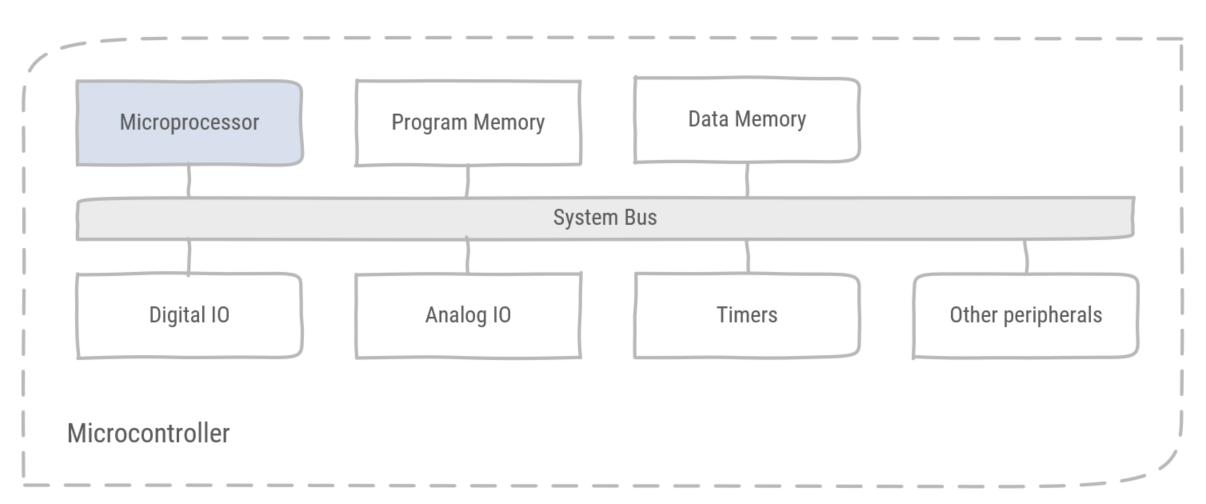 Microprocessor
Program Memory
Data Memory
System Bus
Digital IO
Analog IO
Timers
Other peripherals
Microcontroller